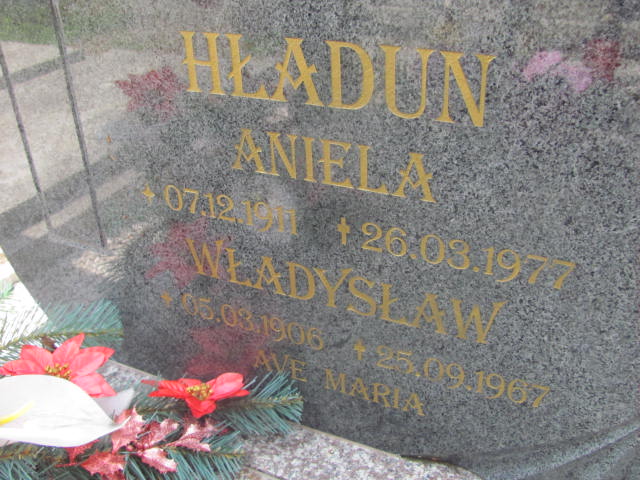 HŁADUN
ANIELA
07.12.1911 26.03.1977
WŁADYSŁAW
05.03.1906 25.09.1967
AVE MARIA